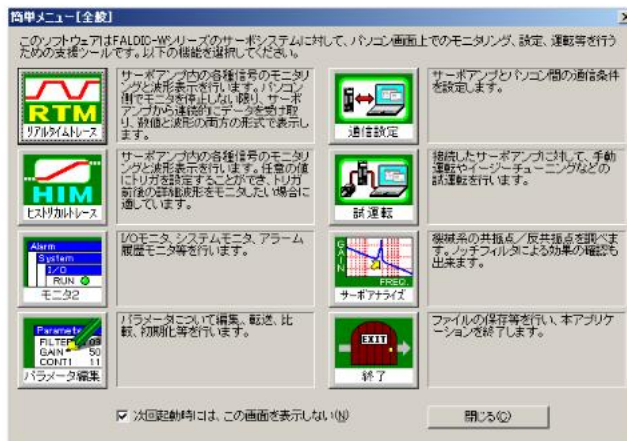 簡単メニュー[全般]
このソフトウェアはFALDIC-Wシリーズのサーボシステムに対して、パソコン画面上でのモニタリング、設定、運転等を行う
ための支援ツールです。以下の機能を選択してください。
RTM
リアルタイムトレース
サーボアンプ内の各種信号のモニタリ
ングと波形表示を行います。パソコン
側でモニタを停止しない限り、サーボ
アンプから連続的にデータを受け取
り、数値と波形の両方の形式で表示し
ます。
通信設定
サーボアンプとパソコン間の通信条件
を設定します。
HIM
ヒストリカルトレース
サーボアンプ内の各種信号のモニタリ
ングと波形表示を行います。任意の値
にトリガを設定することができ、トリガ
前後の詳細波形をモニタしたい場合に
適しています。
試運転
接続したサーボアンプに対して、手動
運転やイージーチューニングなどの
試運転を行います。
Alarm
System
I/O
RUN
モニタ2
I/Oモニタ、システムモニタ、アラーム
履歴モニタ等を行います。
GAIN
FREQ.
サーボアナライズ
機械系の共振点／反共振点を調べま
す。ノッチフィルタによる効果の確認も
出来ます。
Paramete
FILTER 03
GAIN 50
CONT1 11
パラメータ編集
パラメータについて編集、転送、比
較、初期化等を行います。
EXIT
終了
ファイルの保存等を行い、本アプリケ
ーションを終了します。
次回起動時には、この画面を表示しない(N)
閉じる(C)